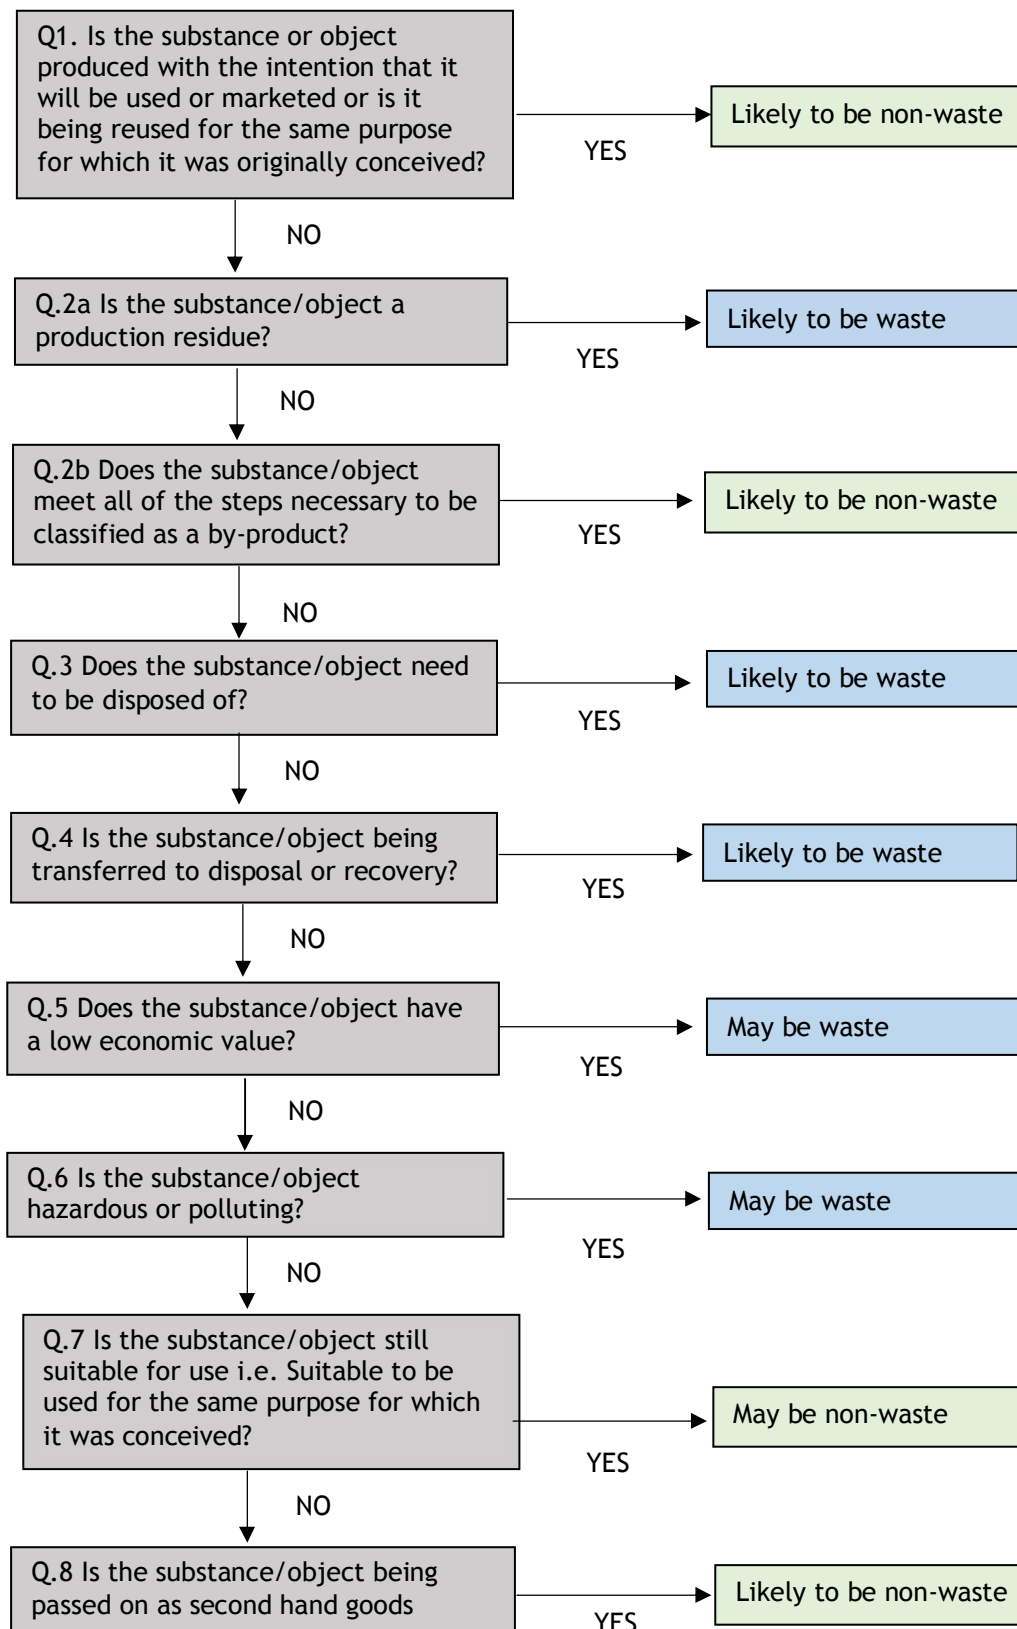 Q1. Is the substance or object
produced with the intention that it
will be used or marketed or is it
being reused for the same purpose
for which it was originally conceived?
YES
Likely to be non-waste
NO
Q.2a Is the substance/object a
production residue?
YES
Likely to be waste
NO
Q.2b Does the substance/object
meet all of the steps necessary to be
classified as a by-product?
YES
Likely to be non-waste
NO
Q.3 Does the substance/object need
to be disposed of?
YES
Likely to be waste
NO
Q.4 Is the substance/object being
transferred to disposal or recovery?
YES
Likely to be waste
NO
Q.5 Does the substance/object have
a low economic value?
YES
May be waste
NO
Q.6 Is the substance/object
hazardous or polluting?
YES
May be waste
NO
Q.7 Is the substance/object still
suitable for use i.e. Suitable to be
used for the same purpose for which
it was conceived?
YES
May be non-waste
NO
Q.8 Is the substance/object being
passed on as second hand goods
YES
Likely to be non-waste